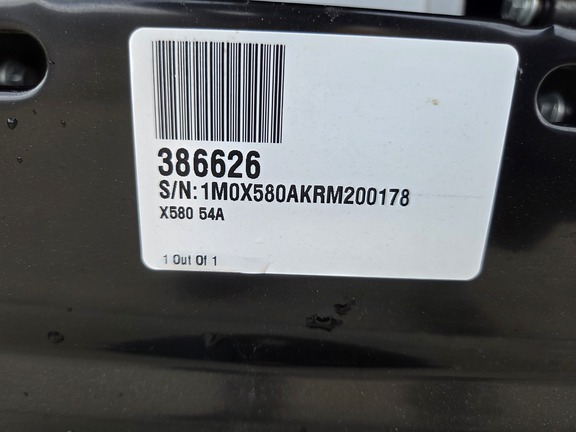 386626
S/N:1M0X580AKRM200178
X580 54A
1 Out Of 1